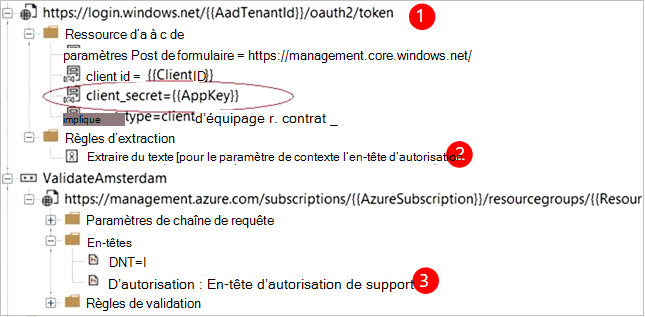 https://login.windows.net/{{AadTenantId}}/oauth2/token
1
Ressource d’a à c de
paramètres Post de formulaire = https://management.core.windows.net/
client id = {{ClientID}}
client_secret={{AppKey}}
implique type=client d’équipage r. contrat _
Règles d’extraction
Extraire du texte [pour le paramètre de contexte l’en-tête d’autorisation
2
ValidateAmsterdam
https://management.azure.com/subscriptions/{{AzureSubscription}}/resourcegroups/{{Resour
Paramètres de chaîne de requête
En-têtes
DNT=I
D’autorisation : En-tête d’autorisation de support
3
Règles de validation